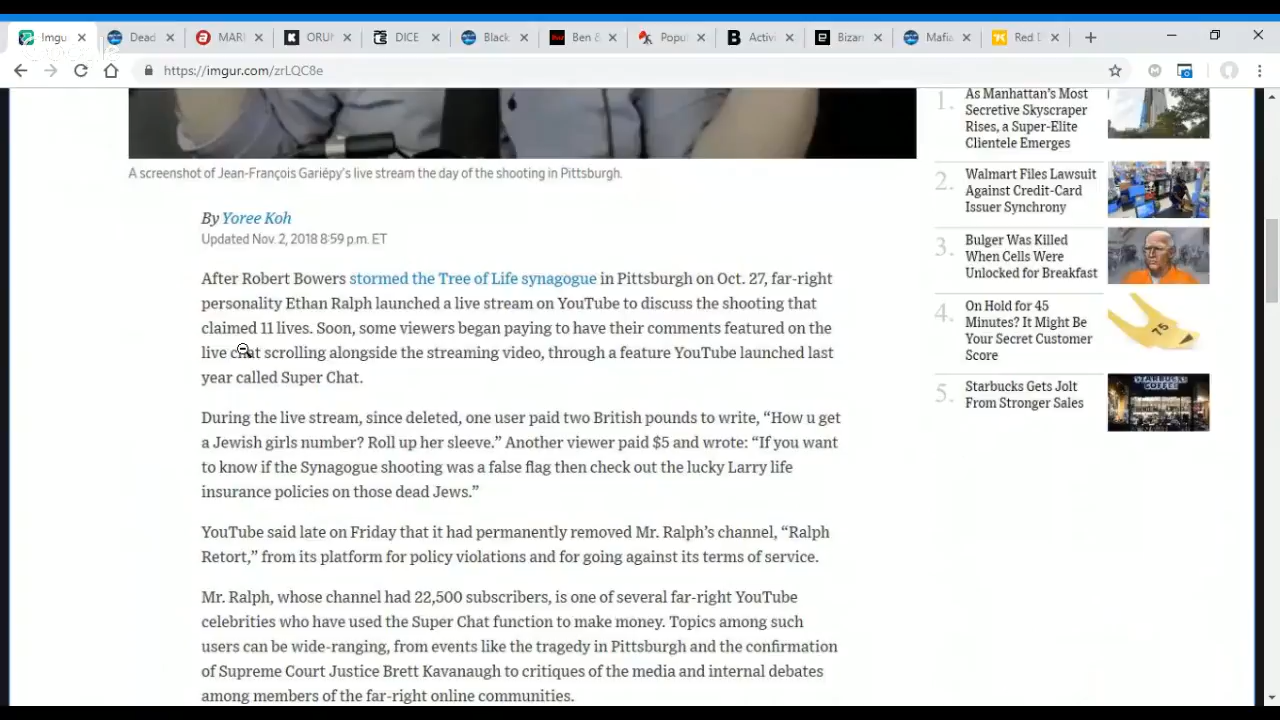 Imgu
Dead
MARI
ORUN
DICE
Black
Ben &
Popu
Activi
Bizarr
Mafia
Red
https://imgur.com/zrLQC8e
A screenshot of Jean-François Gariépy's live stream the day of the shooting in Pittsburgh.
By Yoree Koh
Updated Nov. 2, 2018 8:59 p.m. ET
After Robert Bowers stormed the Tree of Life synagogue in Pittsburgh on Oct. 27, far-right
personality Ethan Ralph launched a live stream on YouTube to discuss the shooting that
claimed 11 lives. Soon, some viewers began paying to have their comments featured on the
live chat scrolling alongside the streaming video, through a feature YouTube launched last
year called Super Chat.
During the live stream, since deleted, one user paid two British pounds to write, “How u get
a Jewish girls number? Roll up her sleeve.” Another viewer paid $5 and wrote: “If you want
to know if the Synagogue shooting was a false flag then check out the lucky Larry life
insurance policies on those dead Jews.”
YouTube said late on Friday that it had permanently removed Mr. Ralph’s channel, “Ralph
Retort,” from its platform for policy violations and for going against its terms of service.
Mr. Ralph, whose channel had 22,500 subscribers, is one of several far-right YouTube
celebrities who have used the Super Chat function to make money. Topics among such
users can be wide-ranging, from events like the tragedy in Pittsburgh and the confirmation
of Supreme Court Justice Brett Kavanaugh to critiques of the media and internal debates
among members of the far-right online communities.
1.
As Manhattan's Most
Secretive Skyscraper
Rises, a Super-Elite
Clientele Emerges
2.
Walmart Files Lawsuit
Against Credit-Card
Issuer Synchrony
3.
Bulger Was Killed
When Cells Were
Unlocked for Breakfast
4.
On Hold for 45
Minutes? It Might Be
Your Secret Customer
Score
75
5.
Starbucks Gets Jolt
From Stronger Sales
STARBUCKS
COFFEE